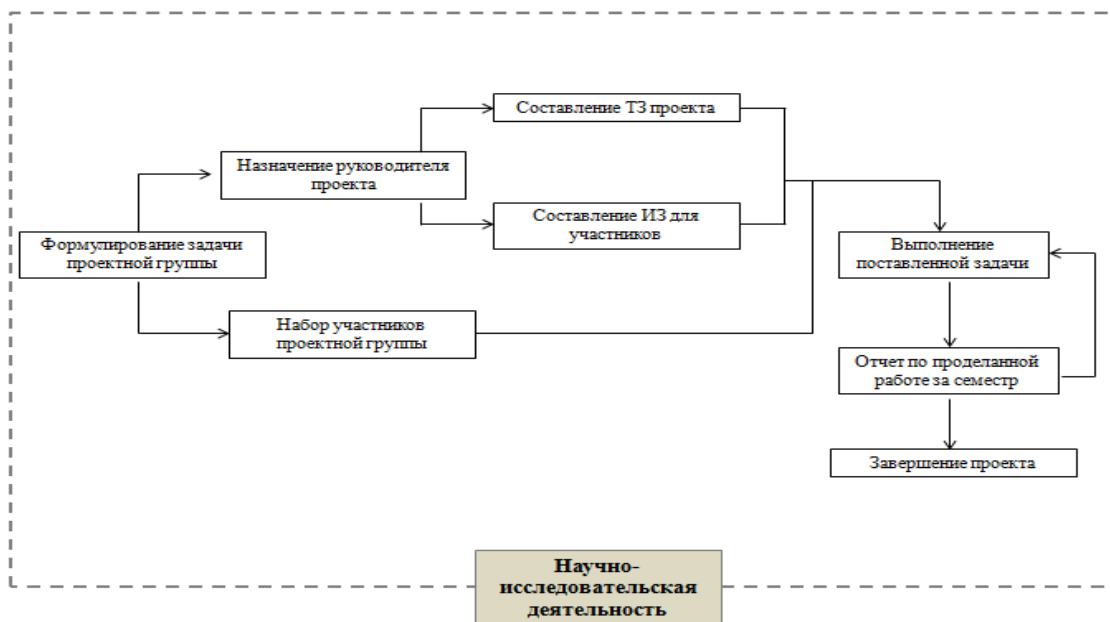 Составление ТЗ проекта
Назначение руководителя
проекта
Составление ИЗ для
участников
Формулирование задачи
проектной группы
Выполнение
поставленной задачи
Набор участников
проектной группы
Отчет по проделанной
работе за семестр
Завершение проекта
Научно-
исследовательская
деятельность